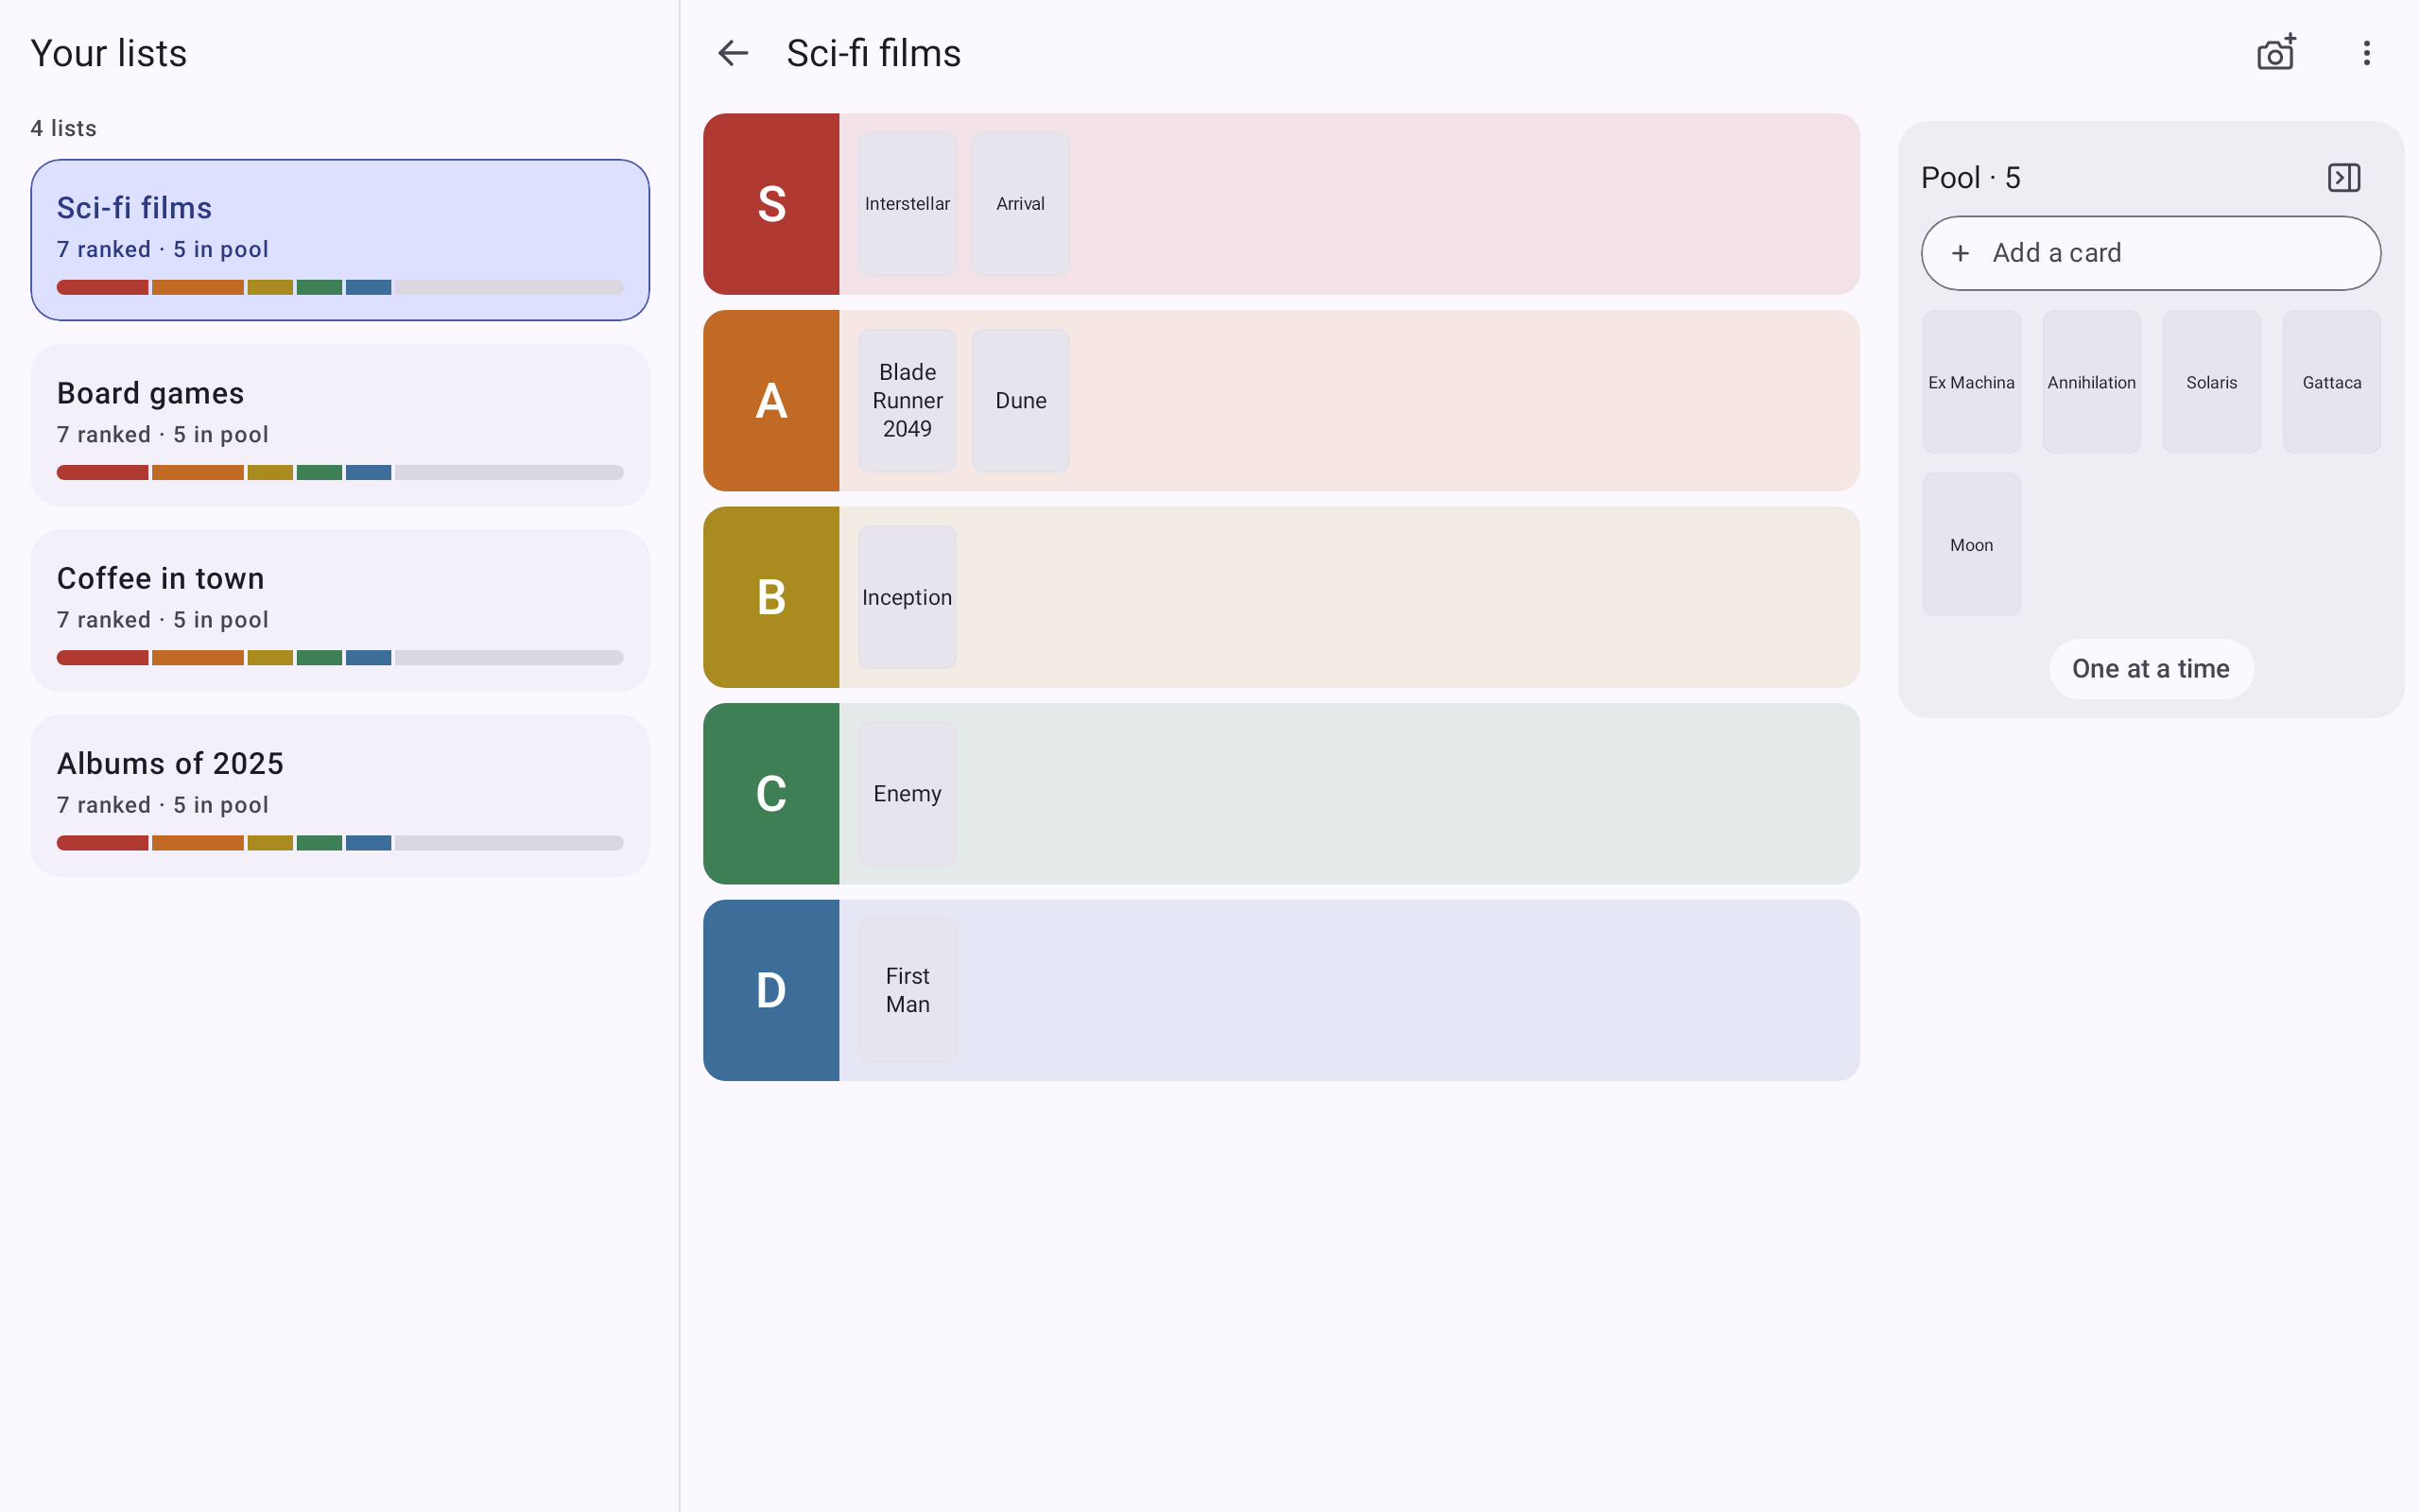 Your lists
4 lists
Sci-fi films
7 ranked · 5 in pool
Board games
7 ranked · 5 in pool
Coffee in town
7 ranked · 5 in pool
Albums of 2025
7 ranked · 5 in pool
Sci-fi films
S
Interstellar
Arrival
A
Blade
Runner
2049
Dune
B
Inception
C
Enemy
D
First
Man
Pool · 5
Add a card
Ex Machina
Annihilation
Solaris
Gattaca
Moon
One at a time